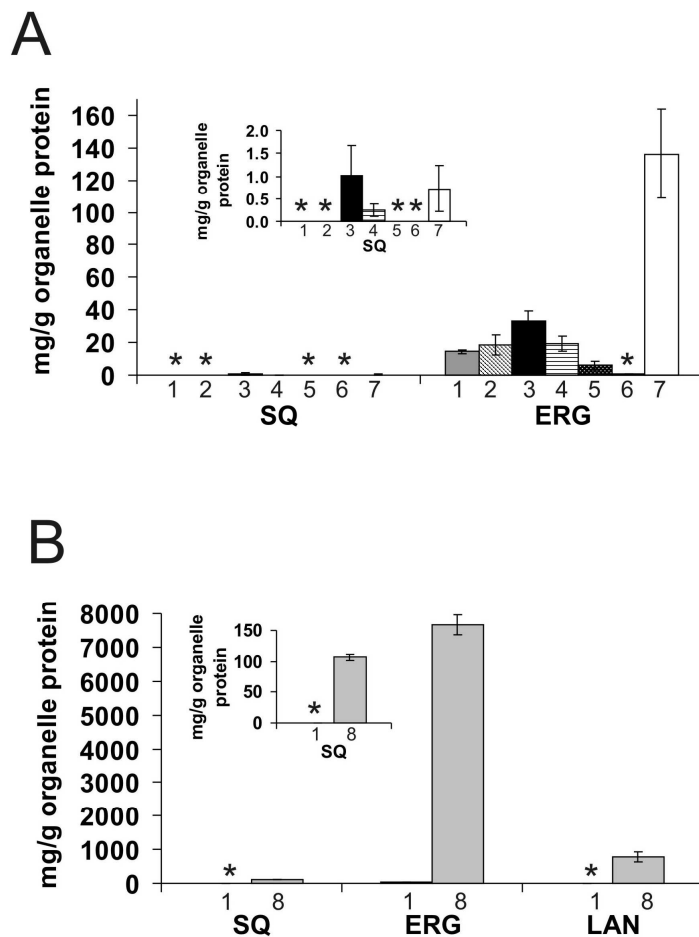 A
mg/g organelle protein
160
140
120
100
80
60
40
20
0
mg/g organelle
protein
2.0
1.5
1.0
0.5
0.0
* * * *
1 2 3 4 5 6 7
SQ
* * * * *
1 2 3 4 5 6 7 1 2 3 4 5 6 7
SQ ERG
B
mg/g organelle protein
8000
7000
6000
5000
4000
3000
2000
1000
0
mg/g organelle
protein
150
100
50
0
*
1 8
SQ
* *
1 8 1 8 1 8
SQ ERG LAN